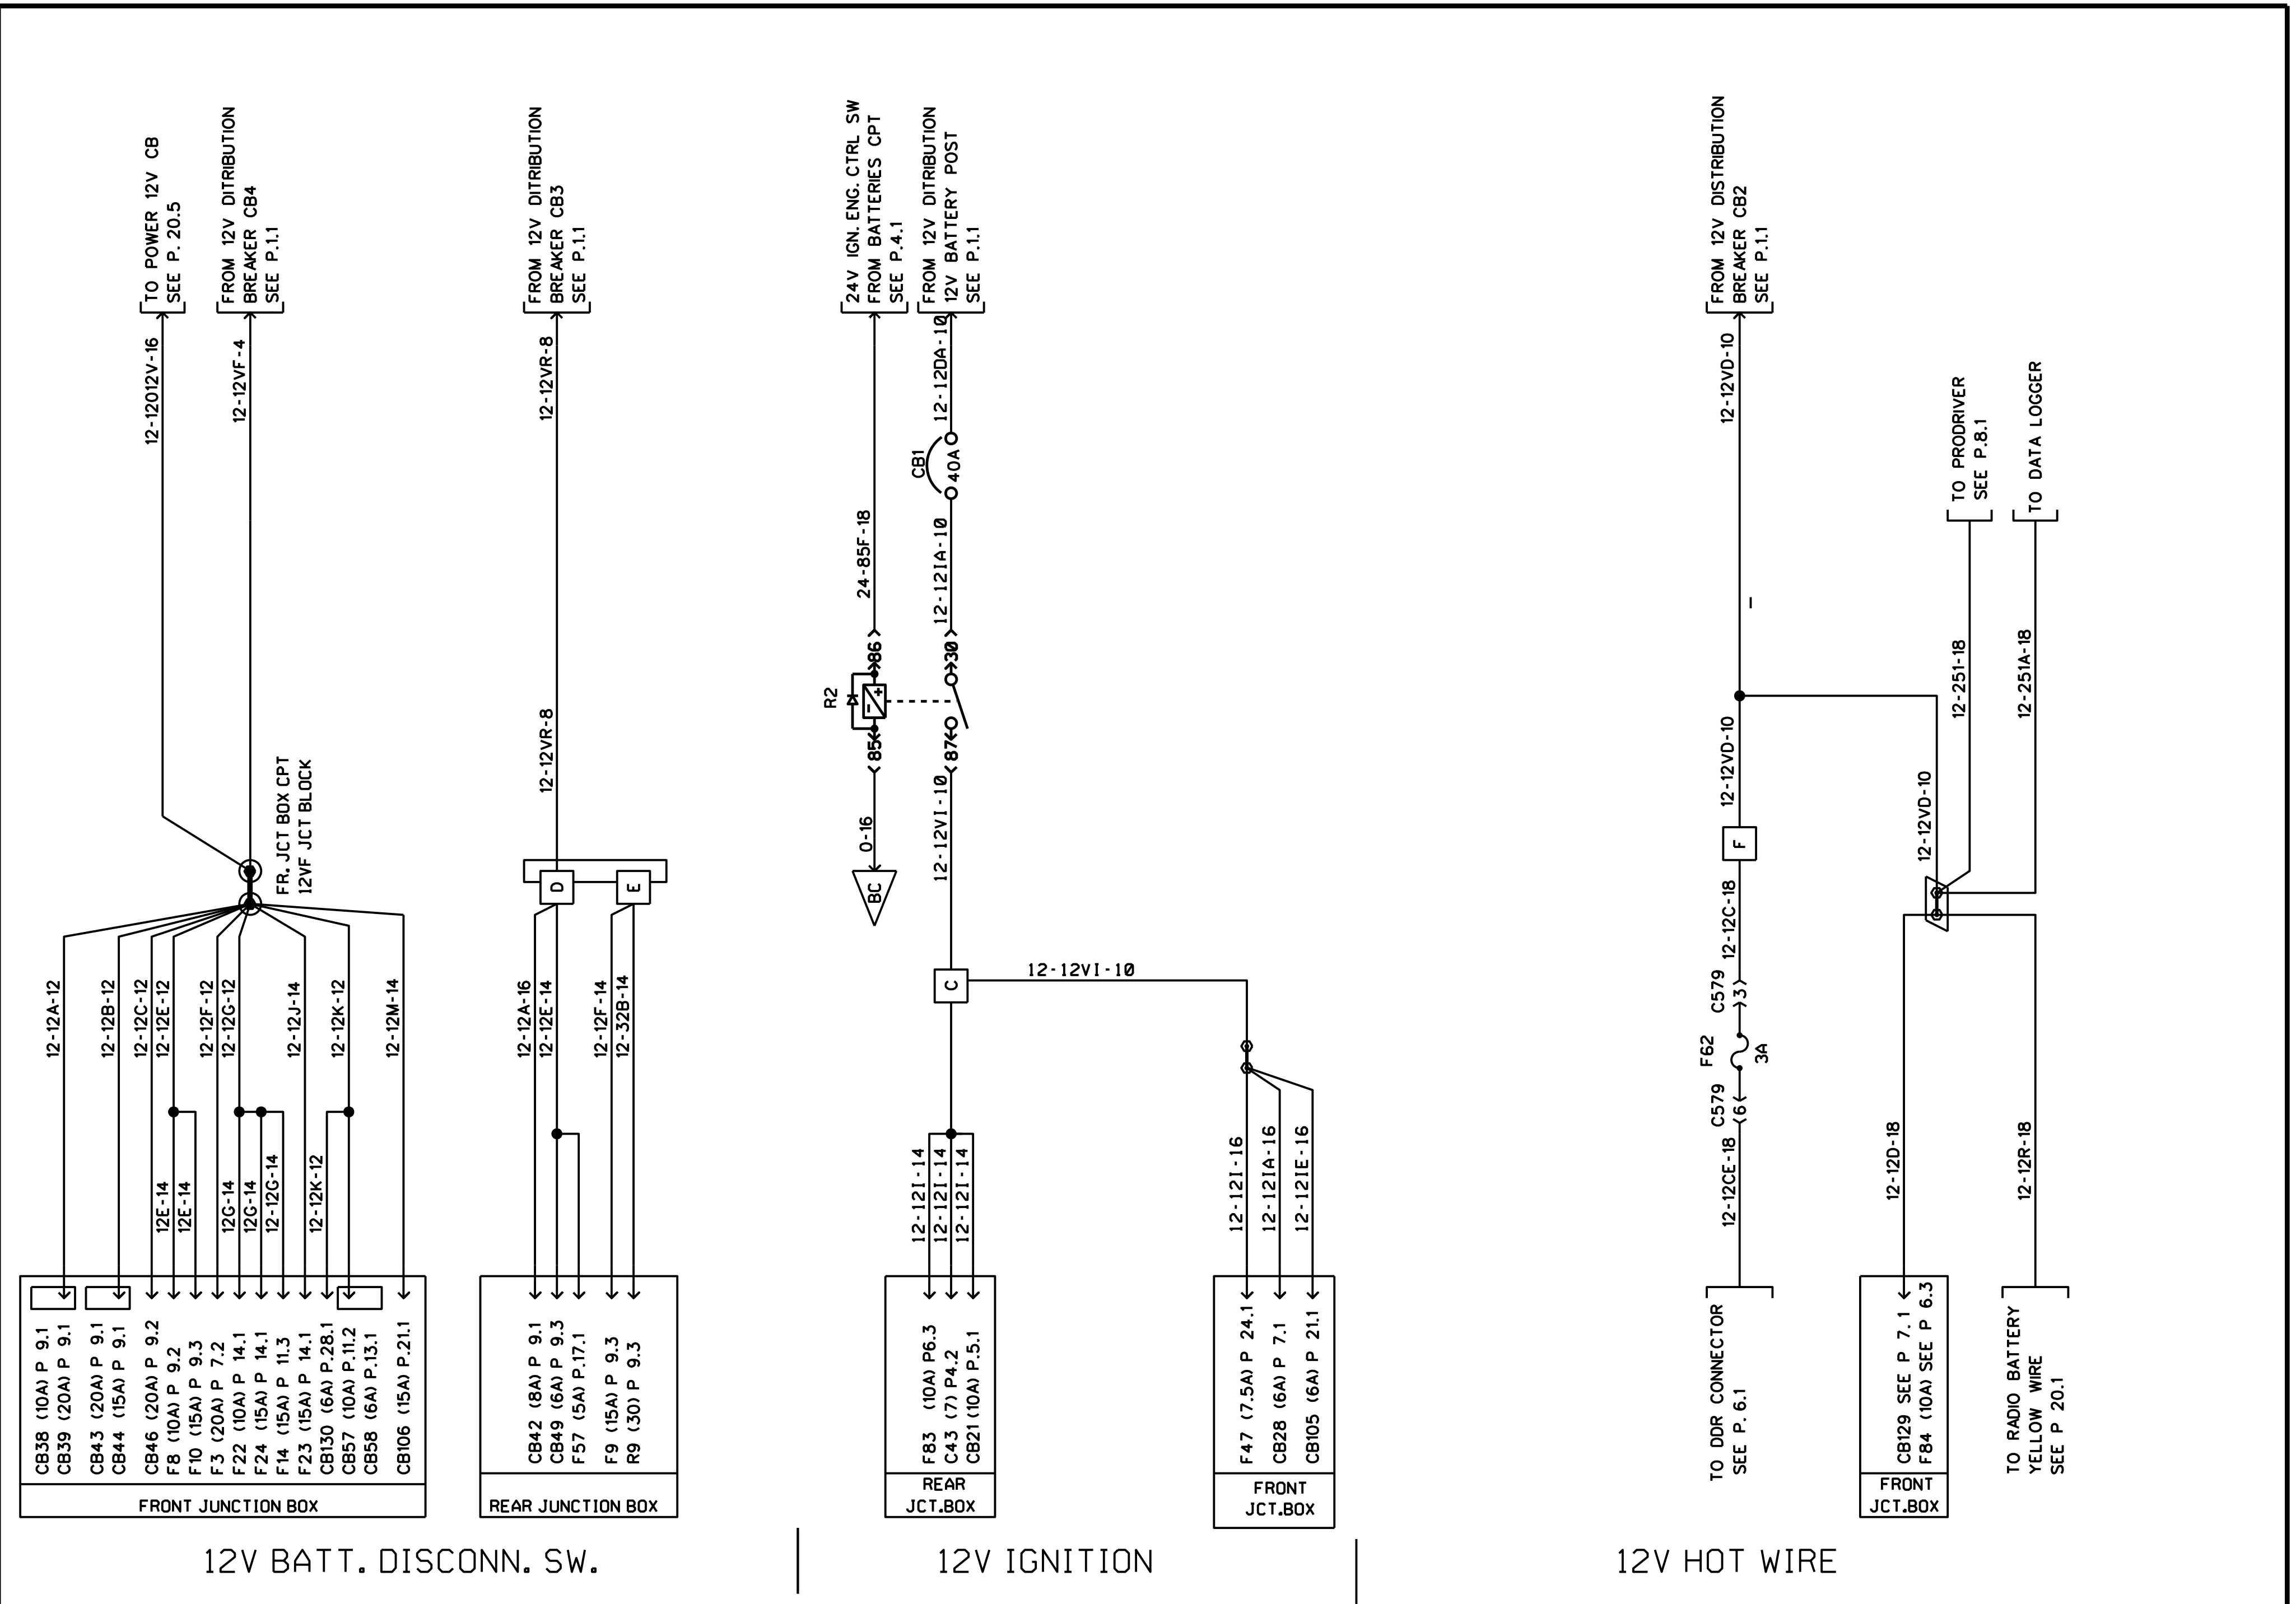 TO POWER 12V CB
SEE P. 20.5
FROM 12V DITRIBUTION
BREAKER CB4
SEE P.1.1
12-12012V-16
12-12VF-4
FR. JCT BOX CPT
12VF JCT BLOCK
12-12A-12
12-12B-12
12-12C-12
12-12E-12
12-12F-12
12-12G-12
12-12J-14
12-12K-12
12-12M-14
12E-14
12E-14
12G-14
12G-14
12-12G-14
12-12K-12
CB38 (10A) P 9.1
CB39 (20A) P 9.1
CB43 (20A) P 9.1
CB44 (15A) P 9.1
CB46 (20A) P 9.2
F8 (10A) P 9.2
F10 (15A) P 9.3
F3 (20A) P 7.2
F22 (10A) P 14.1
F24 (15A) P 14.1
F14 (15A) P 11.3
F23 (15A) P 14.1
CB130 (6A) P.28.1
CB57 (10A) P.11.2
CB58 (6A) P.13.1
CB106 (15A) P.21.1
FRONT JUNCTION BOX
FROM 12V DITRIBUTION
BREAKER CB3
SEE P.1.1
12-12VR-8
12-12VR-8
D
E
12-12A-16
12-12E-14
12-12F-14
12-32B-14
CB42 (8A) P 9.1
CB49 (6A) P 9.3
F57 (5A) P.17.1
F9 (15A) P 9.3
R9 (30) P 9.3
REAR JUNCTION BOX
12V BATT. DISCONN. SW.
24V IGN. ENG. CTRL SW
FROM BATTERIES CPT
SEE P.4.1
FROM 12V DITRIBUTION
12V BATTERY POST
SEE P.1.1
12-12DA-10
CB1
40A
24-85F-18
12-12IA-10
86
30
R2
+
-
85
87
0-16
12-12VI-10
BC
C
12-12VI-10
12-12I-14
12-12I-14
12-12I-14
12-12I-16
12-12IA-16
12-12IE-16
F83 (10A) P6.3
C43 (7) P4.2
CB21 (10A) P.5.1
REAR
JCT.BOX
F47 (7.5A) P 24.1
CB28 (6A) P 7.1
CB105 (6A) P 21.1
FRONT
JCT.BOX
12V IGNITION
FROM 12V DISTRIBUTION
BREAKER CB2
SEE P.1.1
12-12VD-10
TO PRODRIVER
SEE P.8.1
TO DATA LOGGER
12-251-18
12-251A-18
12-12VD-10
12-12VD-10
F
12-12C-18
C579
3
F62
3A
C579
6
12-12CE-18
12-12D-18
12-12R-18
TO DDR CONNECTOR
SEE P. 6.1
CB129 SEE P 7.1
F84 (10A) SEE P 6.3
FRONT
JCT.BOX
TO RADIO BATTERY
YELLOW WIRE
SEE P 20.1
12V HOT WIRE